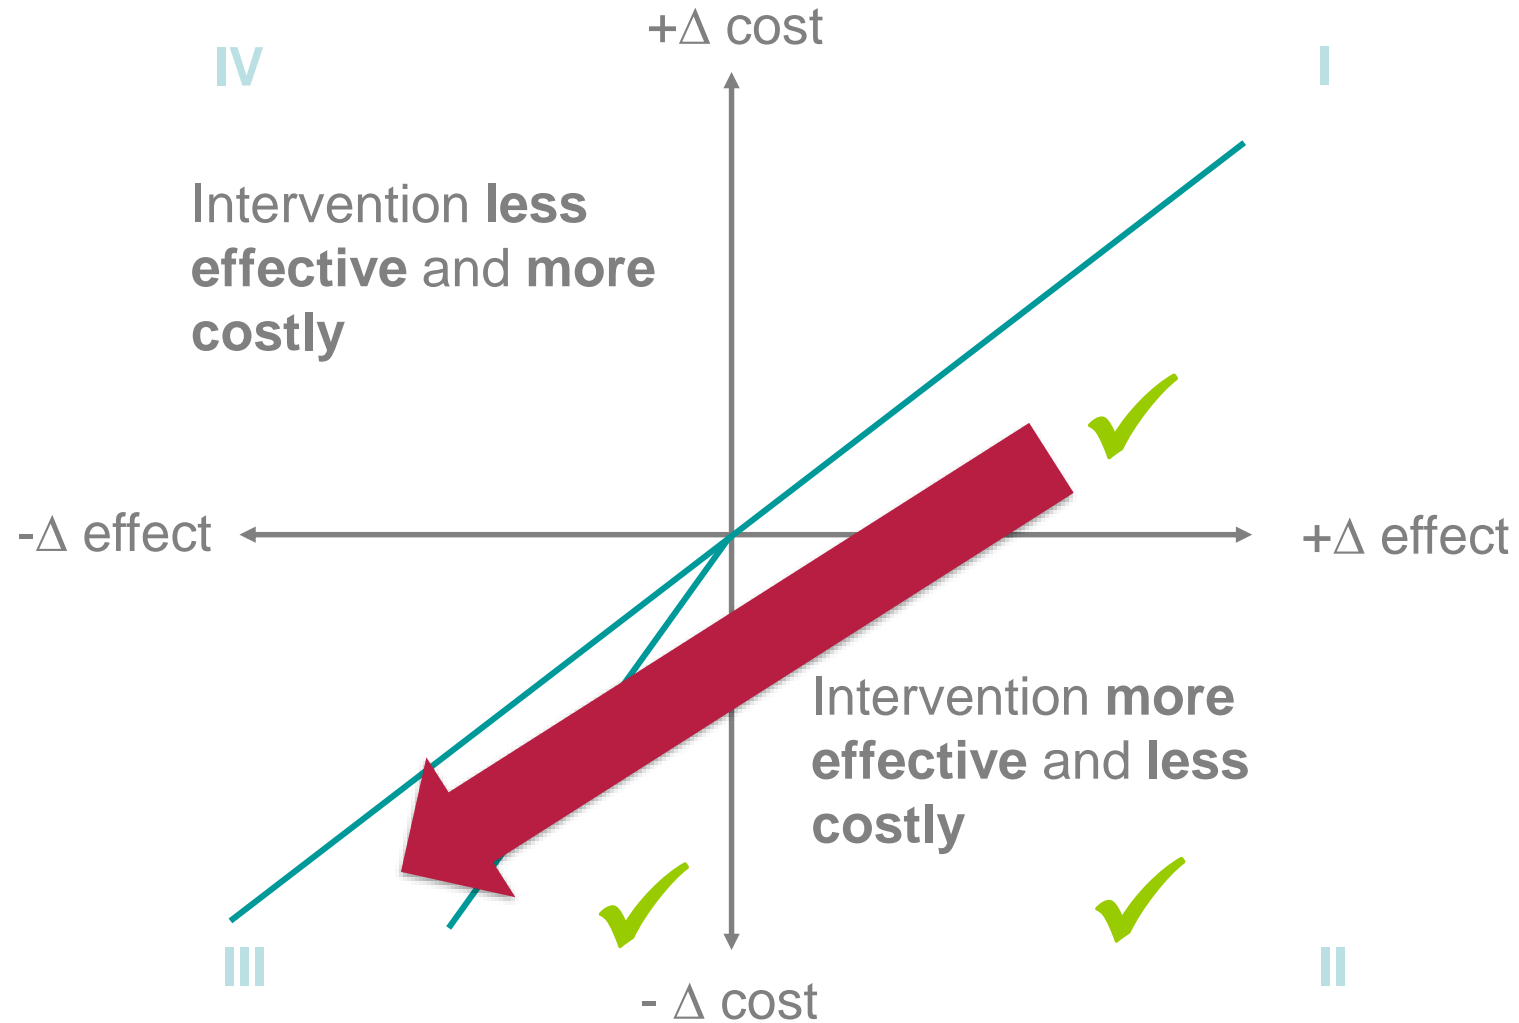 +Δ cost
IV
I
Intervention less
effective and more
costly
-Δ effect
+Δ effect
Intervention more
effective and less
costly
III
II
- Δ cost